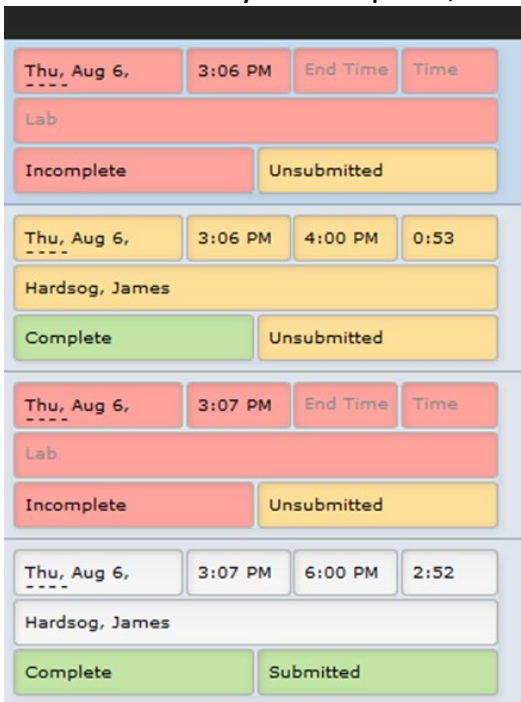 Thu, Aug 6, 3:06 PM End Time Time
Lab
Incomplete Unsubmitted
Thu, Aug 6, 3:06 PM 4:00 PM 0:53
Hardsog, James
Complete Unsubmitted
Thu, Aug 6, 3:07 PM End Time Time
Lab
Incomplete Unsubmitted
Thu, Aug 6, 3:07 PM 6:00 PM 2:52
Hardsog, James
Complete Submitted